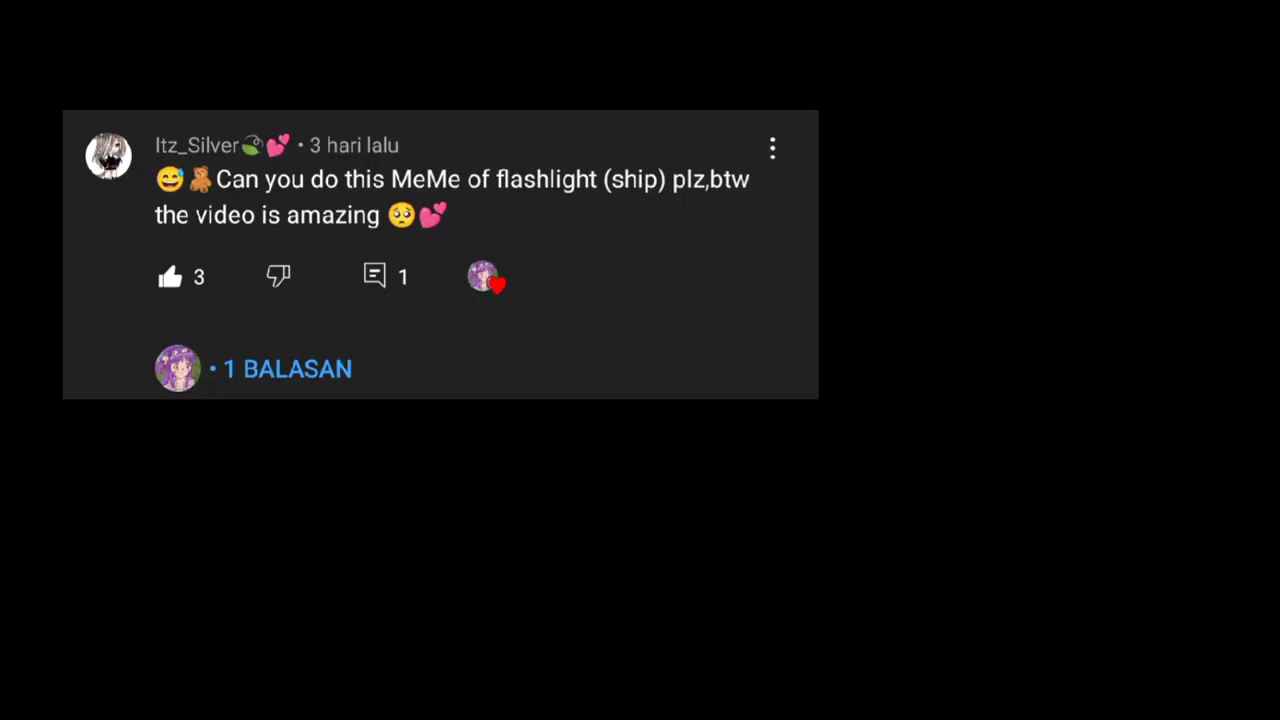 Itz_Silver🍃💕 • 3 hari lalu
😅🧸Can you do this MeMe of flashlight (ship) plz,btw
the video is amazing 🥺💕
3
1
• 1 BALASAN